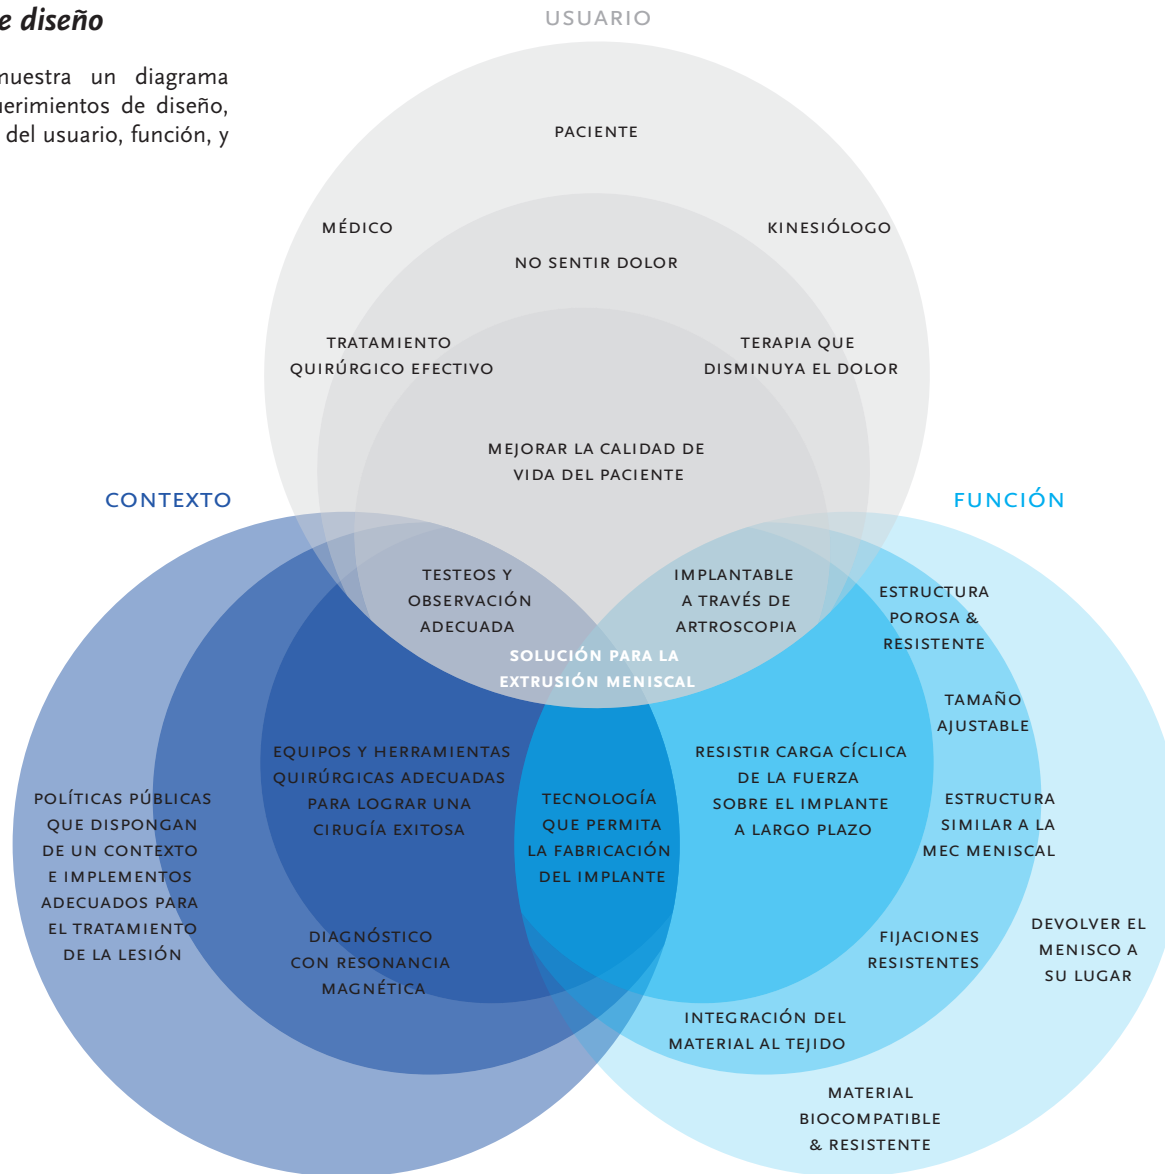 e diseño
muestra un diagrama
uerimientos de diseño,
del usuario, función, y
USUARIO
PACIENTE
MÉDICO
KINESIÓLOGO
NO SENTIR DOLOR
TRATAMIENTO
QUIRÚRGICO EFECTIVO
TERAPIA QUE
DISMINUYA EL DOLOR
MEJORAR LA CALIDAD DE
VIDA DEL PACIENTE
CONTEXTO
FUNCIÓN
TESTEOS Y
OBSERVACIÓN
ADECUADA
IMPLANTABLE
A TRAVÉS DE
ARTROSCOPIA
ESTRUCTURA
POROSA &
RESISTENTE
SOLUCIÓN PARA LA
EXTRUSIÓN MENISCAL
TAMAÑO
AJUSTABLE
EQUIPOS Y HERRAMIENTAS
QUIRÚRGICAS ADECUADAS
PARA LOGRAR UNA
CIRUGÍA EXITOSA
RESISTIR CARGA CÍCLICA
DE LA FUERZA
SOBRE EL IMPLANTE
A LARGO PLAZO
POLÍTICAS PÚBLICAS
QUE DISPONGAN
DE UN CONTEXTO
E IMPLEMENTOS
ADECUADOS PARA
EL TRATAMIENTO
DE LA LESIÓN
TECNOLOGÍA
QUE PERMITA
LA FABRICACIÓN
DEL IMPLANTE
ESTRUCTURA
SIMILAR A LA
MEC MENISCAL
DIAGNÓSTICO
CON RESONANCIA
MAGNÉTICA
FIJACIONES
RESISTENTES
DEVOLVER EL
MENISCO A
SU LUGAR
INTEGRACIÓN DEL
MATERIAL AL TEJIDO
MATERIAL
BIOCOMPATIBLE
& RESISTENTE